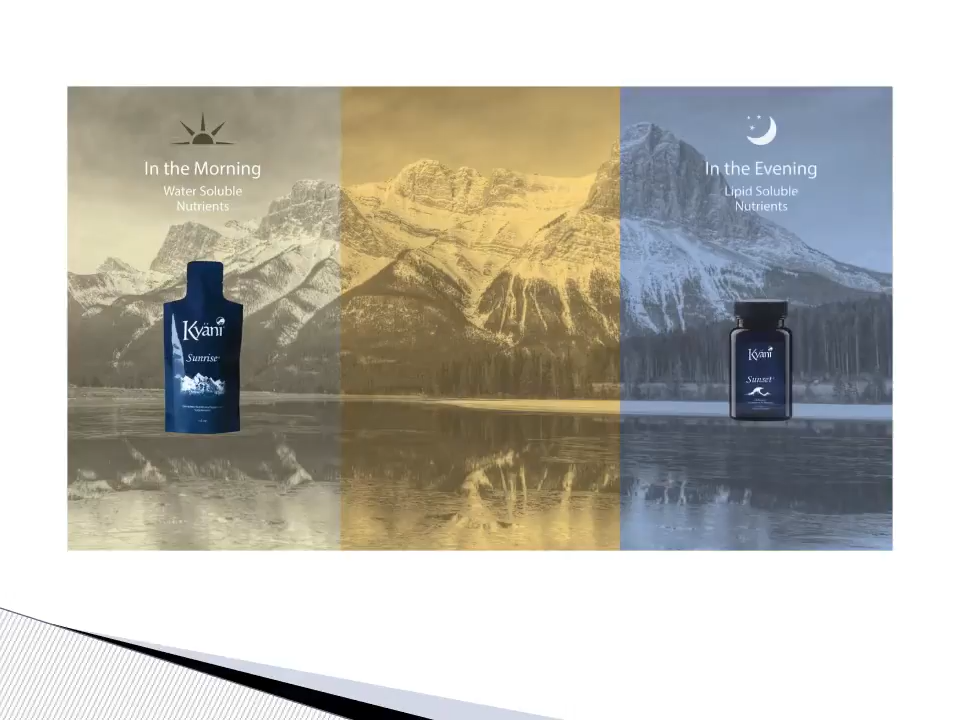 In the Morning
Water Soluble
Nutrients
Kyäni
Sunrise
In the Evening
Lipid Soluble
Nutrients
Kyäni
Sunset